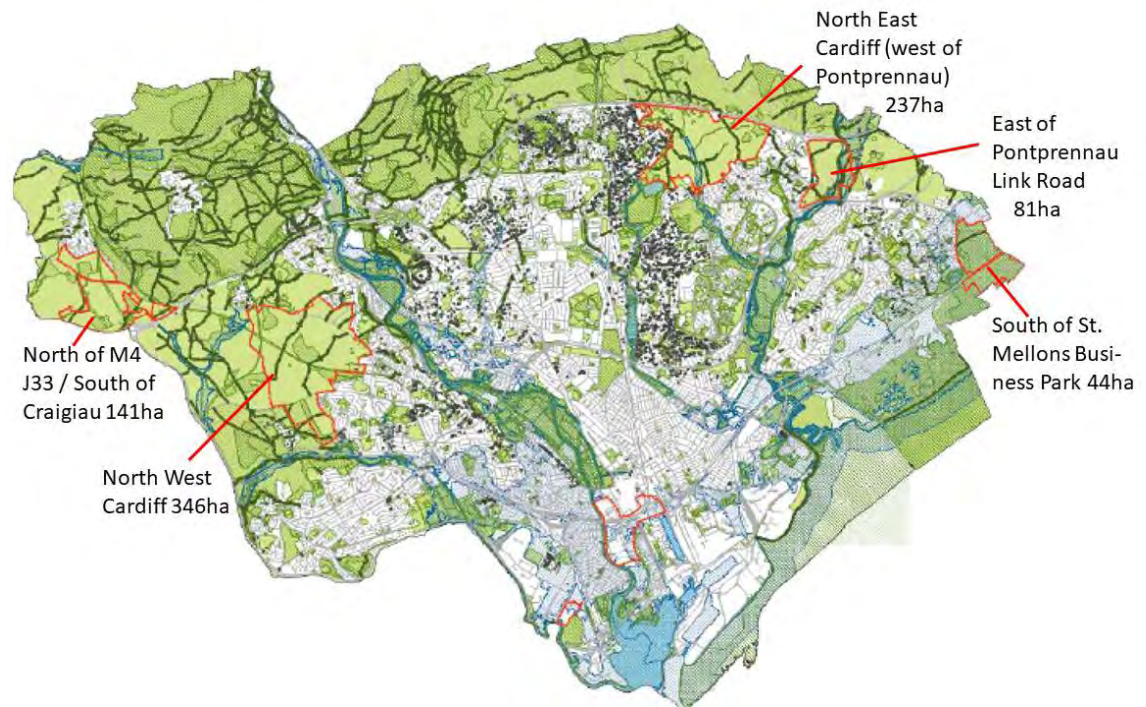 North East
Cardiff (west of
Pontprennau)
237ha
East of
Pontprennau
Link Road
81ha
South of St.
Mellons Busi-
ness Park 44ha
North of M4
J33 / South of
Craigiau 141ha
North West
Cardiff 346ha